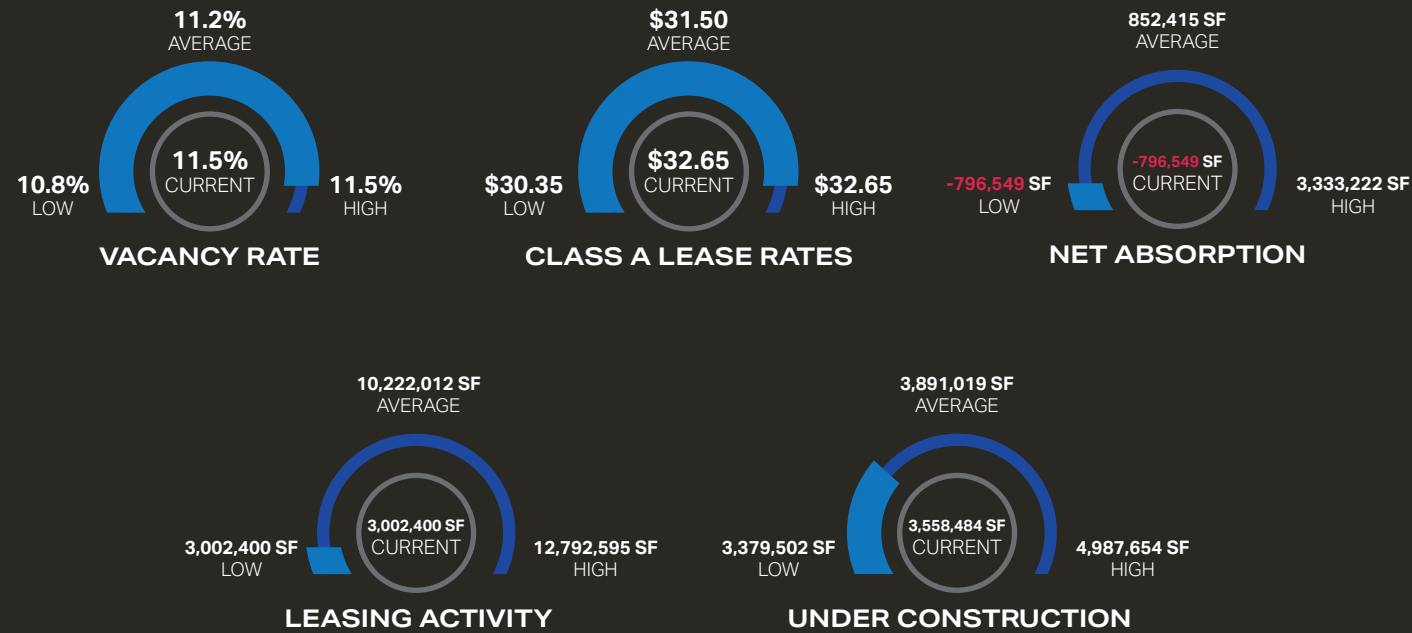 11.2%
AVERAGE
11.5%
CURRENT
10.8%
LOW
11.5%
HIGH
VACANCY RATE
$31.50
AVERAGE
$32.65
CURRENT
$30.35
LOW
$32.65
HIGH
CLASS A LEASE RATES
852,415 SF
AVERAGE
-796,549 SF
CURRENT
-796,549 SF
LOW
3,333,222 SF
HIGH
NET ABSORPTION
10,222,012 SF
AVERAGE
3,002,400 SF
CURRENT
3,002,400 SF
LOW
12,792,595 SF
HIGH
LEASING ACTIVITY
3,891,019 SF
AVERAGE
3,558,484 SF
CURRENT
3,379,502 SF
LOW
4,987,654 SF
HIGH
UNDER CONSTRUCTION